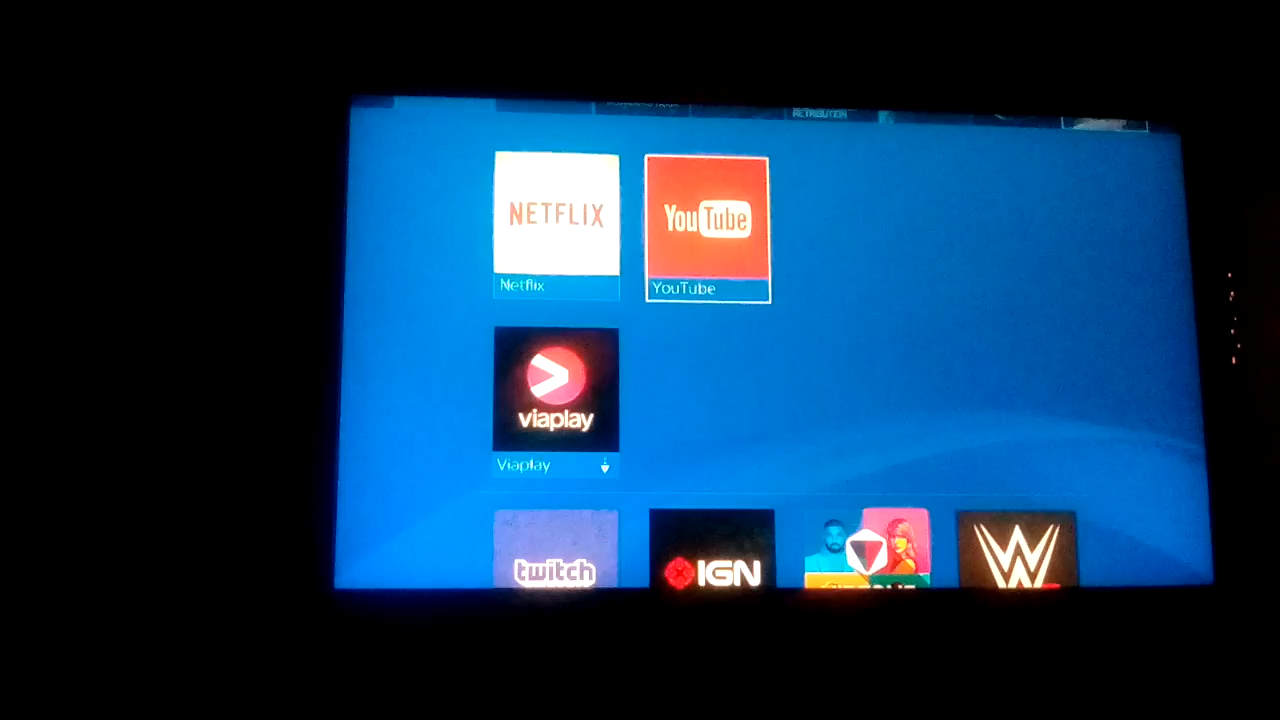 RETRIBUTION
NETFLIX
YouTube
Netflix
YouTube
viaplay
Viaplay
twitch
IGN
W